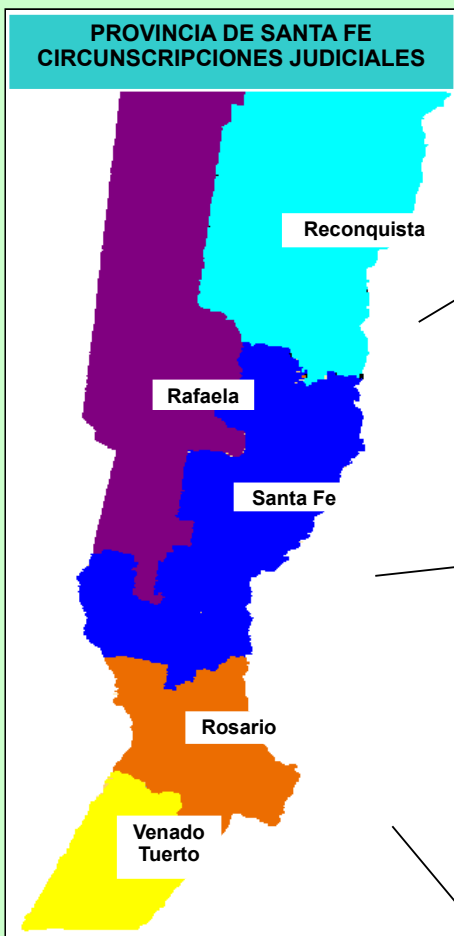 PROVINCIA DE SANTA FE
CIRCUNSCRIPCIONES JUDICIALES
Reconquista
Rafaela
Santa Fe
Rosario
Venado
Tuerto